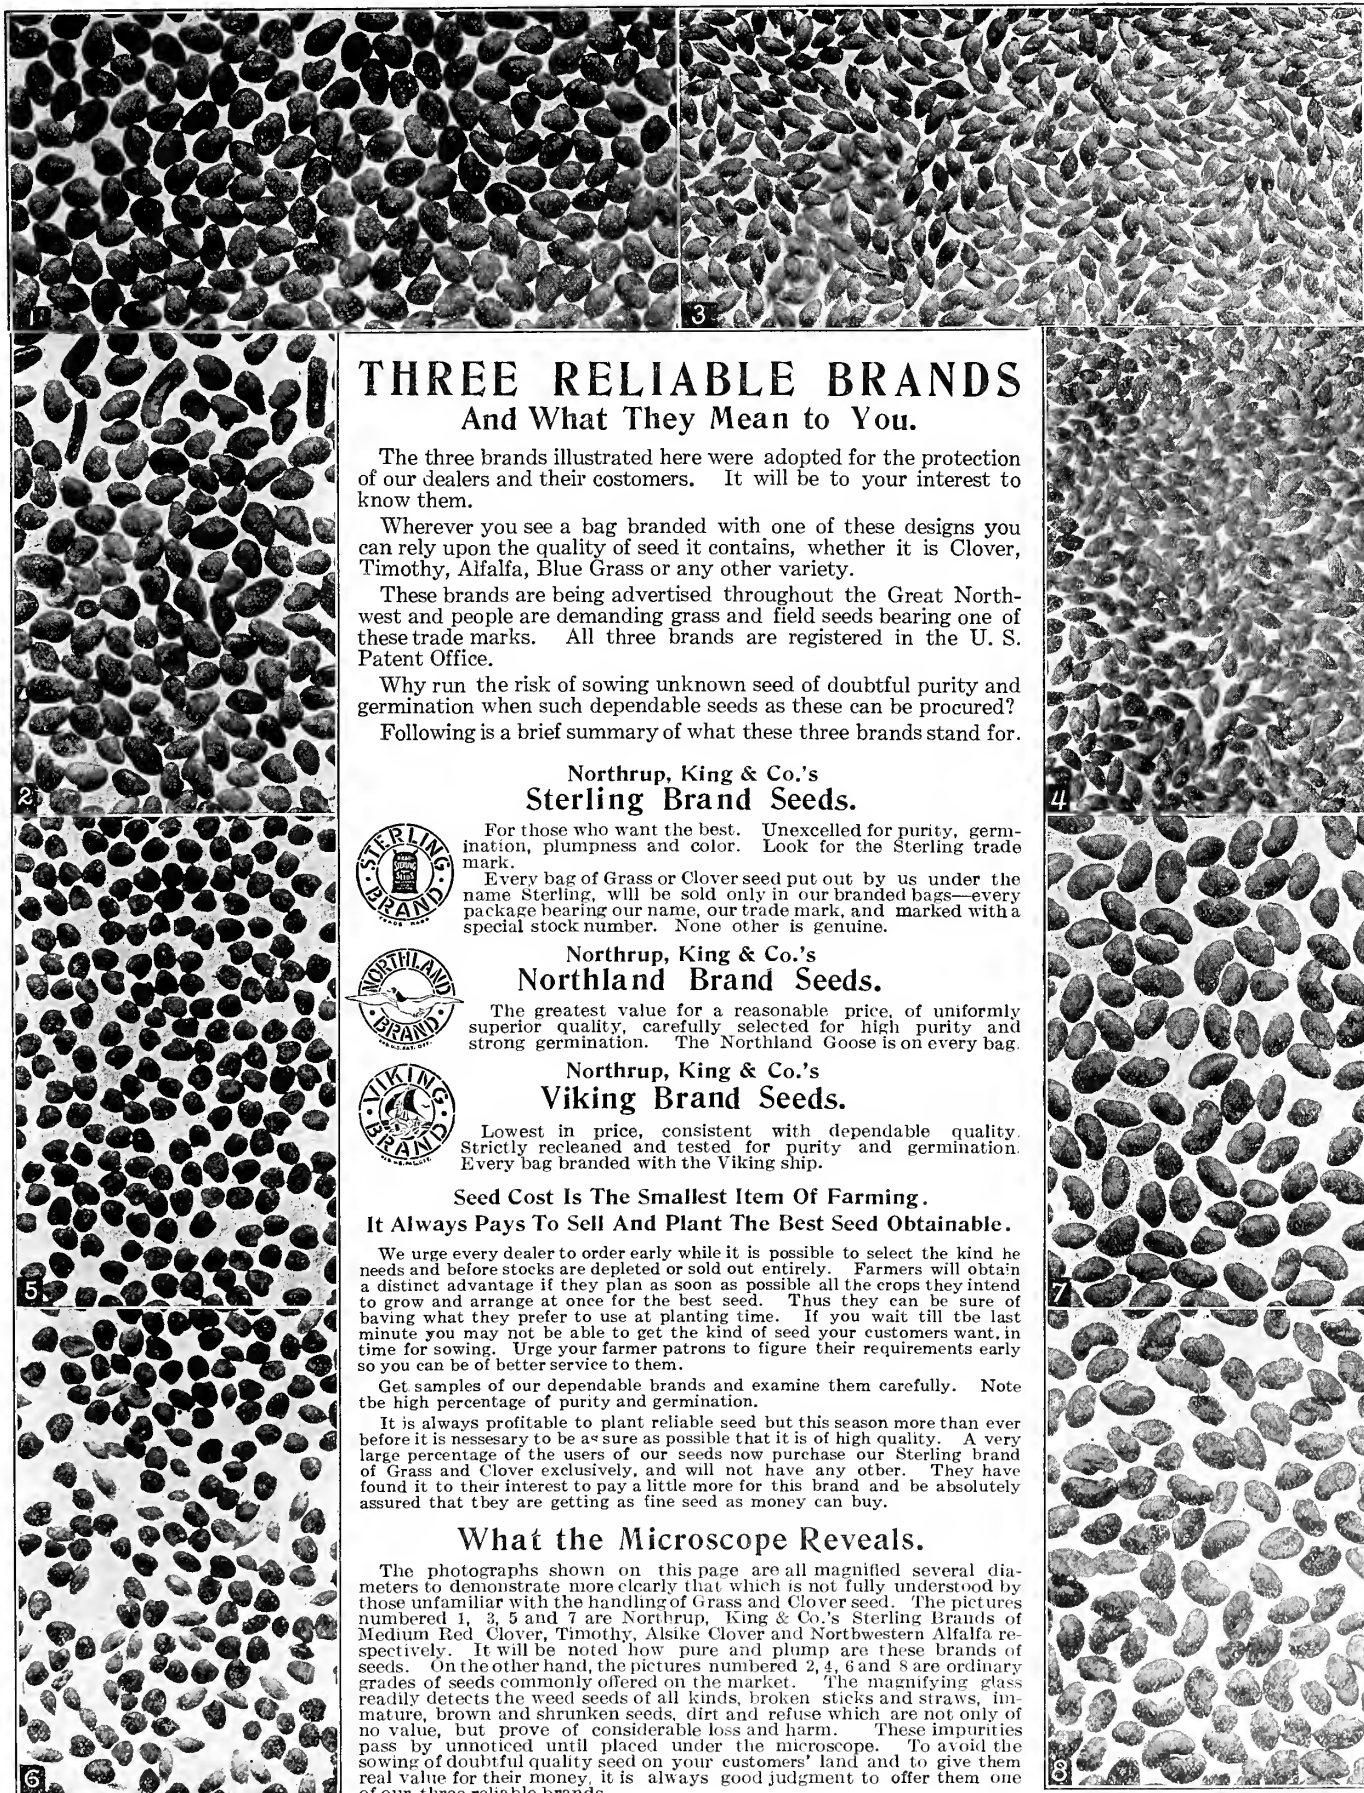 1
3
THREE RELIABLE BRANDS
And What They Mean to You.
The three brands illustrated here were adopted for the protection
of our dealers and their costomers. It will be to your interest to
know them.
Wherever you see a bag branded with one of these designs you
can rely upon the quality of seed it contains, whether it is Clover,
Timothy, Alfalfa, Blue Grass or any other variety.
These brands are being advertised throughout the Great North-
west and people are demanding grass and field seeds bearing one of
these trade marks. All three brands are registered in the U. S.
Patent Office.
Why run the risk of sowing unknown seed of doubtful purity and
germination when such dependable seeds as these can be procured?
Following is a brief summary of what these three brands stand for.
2
4
Northrup, King & Co.'s
Sterling Brand Seeds.
STERLING
BRAND
For those who want the best. Unexcelled for purity, germ-
ination, plumpness and color. Look for the Sterling trade
mark.
Every bag of Grass or Clover seed put out by us under the
name Sterling, will be sold only in our branded bags—every
package bearing our name, our trade mark, and marked with a
special stock number. None other is genuine.
Northrup, King & Co.'s
Northland Brand Seeds.
NORTHLAND
BRAND
The greatest value for a reasonable price, of uniformly
superior quality, carefully selected for high purity and
strong germination. The Northland Goose is on every bag.
Northrup, King & Co.'s
Viking Brand Seeds.
VIKING
BRAND
Lowest in price, consistent with dependable quality.
Strictly recleaned and tested for purity and germination.
Every bag branded with the Viking ship.
Seed Cost Is The Smallest Item Of Farming.
It Always Pays To Sell And Plant The Best Seed Obtainable.
We urge every dealer to order early while it is possible to select the kind he
needs and before stocks are depleted or sold out entirely. Farmers will obtain
a distinct advantage if they plan as soon as possible all the crops they intend
to grow and arrange at once for the best seed. Thus they can be sure of
having what they prefer to use at planting time. If you wait till the last
minute you may not be able to get the kind of seed your customers want, in
time for sowing. Urge your farmer patrons to figure their requirements early
so you can be of better service to them.
5
7
Get samples of our dependable brands and examine them carefully. Note
the high percentage of purity and germination.
It is always profitable to plant reliable seed but this season more than ever
before it is nessesary to be as sure as possible that it is of high quality. A very
large percentage of the users of our seeds now purchase our Sterling brand
of Grass and Clover exclusively, and will not have any other. They have
found it to their interest to pay a little more for this brand and be absolutely
assured that they are getting as fine seed as money can buy.
What the Microscope Reveals.
The photographs shown on this page are all magnified several dia-
meters to demonstrate more clearly that which is not fully understood by
those unfamiliar with the handling of Grass and Clover seed. The pictures
numbered 1, 3, 5 and 7 are Northrup, King & Co.'s Sterling Brands of
Medium Red Clover, Timothy, Alsike Clover and Northwestern Alfalfa re-
spectively. It will be noted how pure and plump are these brands of
seeds. On the other hand, the pictures numbered 2, 4, 6 and 8 are ordinary
grades of seeds commonly offered on the market. The magnifying glass
readily detects the weed seeds of all kinds, broken sticks and straws, im-
mature, brown and shrunken seeds, dirt and refuse which are not only of
no value, but prove of considerable loss and harm. These impurities
pass by unnoticed until placed under the microscope. To avoid the
sowing of doubtful quality seed on your customers' land and to give them
real value for their money, it is always good judgment to offer them one
of our three reliable brands.
6
8